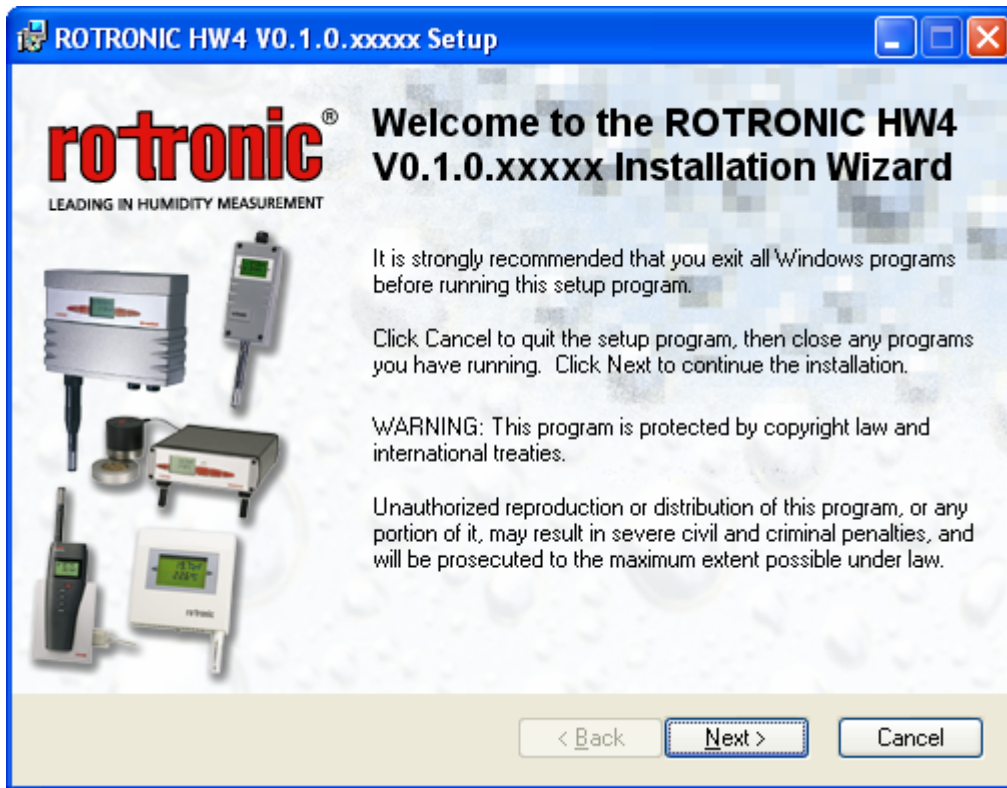 ROTRONIC HW4 V0.1.0.xxxxx Setup
rotronic®
LEADING IN HUMIDITY MEASUREMENT
Welcome to the ROTRONIC HW4
V0.1.0.xxxxx Installation Wizard
It is strongly recommended that you exit all Windows programs
before running this setup program.
Click Cancel to quit the setup program, then close any programs
you have running.  Click Next to continue the installation.
WARNING: This program is protected by copyright law and
international treaties.
Unauthorized reproduction or distribution of this program, or any
portion of it, may result in severe civil and criminal penalties, and
will be prosecuted to the maximum extent possible under law.
rotronic
< Back
Next >
Cancel